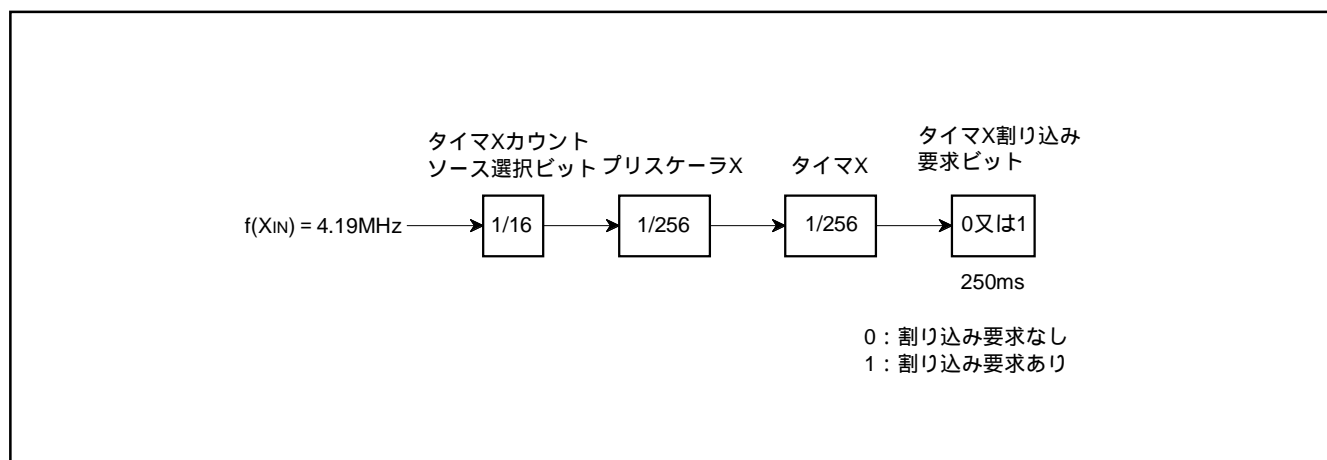 タイマXカウント
ソース選択ビット
プリスケーラX
タイマX
タイマX割り込み
要求ビット
f(XIN) = 4.19MHz
1/16
1/256
1/256
0又は1
250ms
0：割り込み要求なし
1：割り込み要求あり